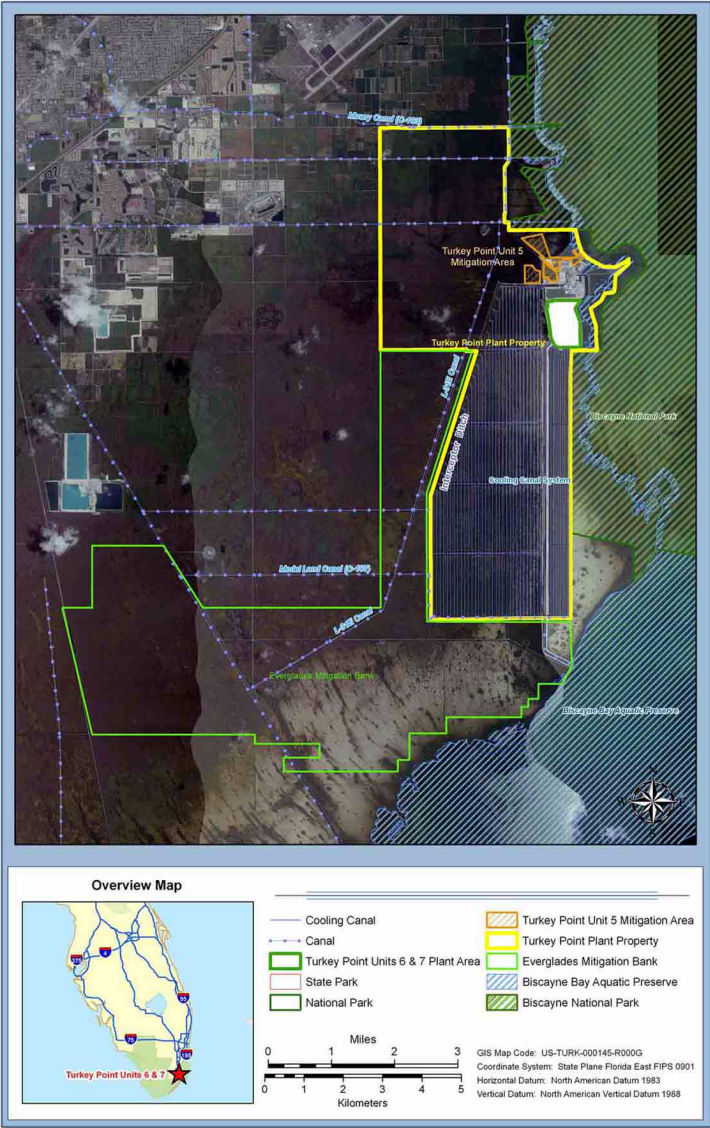 Mowry Canal (C-103)
Turkey Point Unit 5
Mitigation Area
Turkey Point Plant Property
L-31E Canal
Biscayne National Park
Interceptor Ditch
Cooling Canal System
Model Land Canal (C-107)
L-31E Canal
Everglades Mitigation Bank
Biscayne Bay Aquatic Preserve
Overview Map
4
275
95
75
195
Turkey Point Units 6 & 7
Cooling Canal
Canal
Turkey Point Units 6 & 7 Plant Area
State Park
National Park
Turkey Point Unit 5 Mitigation Area
Turkey Point Plant Property
Everglades Mitigation Bank
Biscayne Bay Aquatic Preserve
Biscayne National Park
Miles
0 1 2 3
0 1 2 3 4 5
Kilometers
GIS Map Code: US-TURK-000145-R000G
Coordinate System: State Plane Florida East FIPS 0901
Horizontal Datum: North American Datum 1983
Vertical Datum: North American Vertical Datum 1988